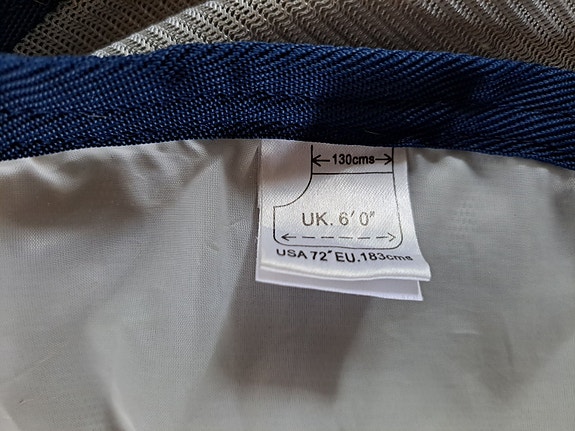 130cms
UK. 6' 0"
USA 72" EU.183cms